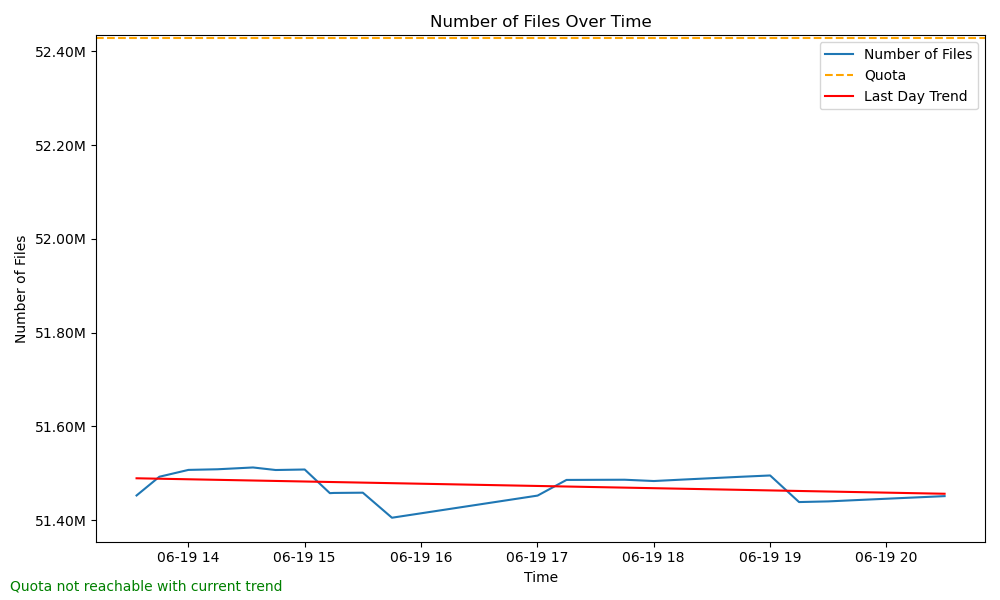 Number of Files Over Time
52.40M
52.20M
52.00M
51.80M
51.60M
51.40M
Number of Files
Number of Files
Quota
Last Day Trend
06-19 14
06-19 15
06-19 16
06-19 17
06-19 18
06-19 19
06-19 20
Time
Quota not reachable with current trend